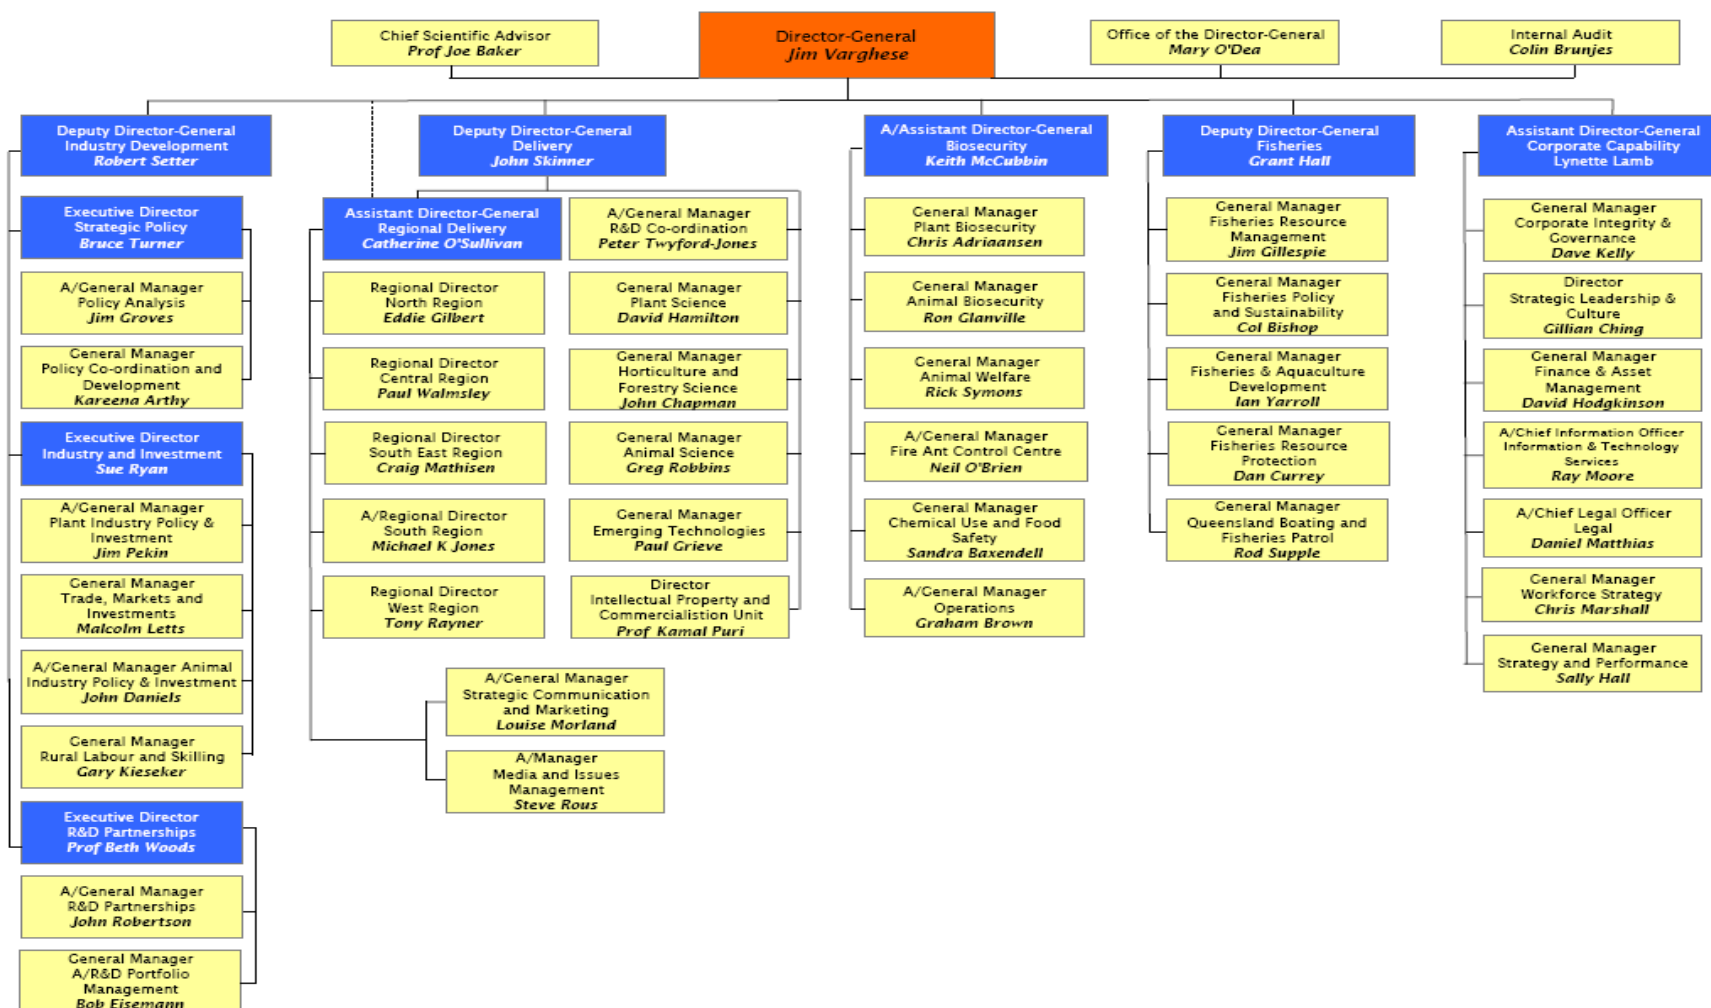 Chief Scientific Advisor
Prof Joe Baker
Director-General
Jim Varghese
Office of the Director-General
Mary O'Dea
Internal Audit
Colin Brunjes
Deputy Director-General
Industry Development
Robert Setter
Deputy Director-General
Delivery
John Skinner
A/Assistant Director-General
Biosecurity
Keith McCubbin
Deputy Director-General
Fisheries
Grant Hall
Assistant Director-General
Corporate Capability
Lynette Lamb
Executive Director
Strategic Policy
Bruce Turner
A/General Manager
Policy Analysis
Jim Groves
General Manager
Policy Co-ordination and
Development
Kareena Arthy
Executive Director
Industry and Investment
Sue Ryan
A/General Manager
Plant Industry Policy &
Investment
Jim Pekin
General Manager
Trade, Markets and
Investments
Malcolm Letts
A/General Manager Animal
Industry Policy & Investment
John Daniels
General Manager
Rural Labour and Skilling
Gary Kieseker
Executive Director
R&D Partnerships
Prof Beth Woods
A/General Manager
R&D Partnerships
John Robertson
General Manager
A/R&D Portfolio
Management
Bob Eisemann
Assistant Director-General
Regional Delivery
Catherine O'Sullivan
Regional Director
North Region
Eddie Gilbert
Regional Director
Central Region
Paul Walmsley
Regional Director
South East Region
Craig Mathisen
A/Regional Director
South Region
Michael K Jones
Regional Director
West Region
Tony Rayner
A/General Manager
Strategic Communication
and Marketing
Louise Morland
A/Manager
Media and Issues
Management
Steve Rous
A/General Manager
R&D Co-ordination
Peter Twyford-Jones
General Manager
Plant Science
David Hamilton
General Manager
Horticulture and
Forestry Science
John Chapman
General Manager
Animal Science
Greg Robbins
General Manager
Emerging Technologies
Paul Grieve
Director
Intellectual Property and
Commercialistion Unit
Prof Kamal Puri
General Manager
Plant Biosecurity
Chris Adriaansen
General Manager
Animal Biosecurity
Ron Glanville
General Manager
Animal Welfare
Rick Symons
A/General Manager
Fire Ant Control Centre
Neil O'Brien
General Manager
Chemical Use and Food
Safety
Sandra Baxendell
A/General Manager
Operations
Graham Brown
General Manager
Fisheries Resource
Management
Jim Gillespie
General Manager
Fisheries Policy
and Sustainability
Col Bishop
General Manager
Fisheries & Aquaculture
Development
Ian Yarroll
General Manager
Fisheries Resource
Protection
Dan Currey
General Manager
Queensland Boating and
Fisheries Patrol
Rod Supple
General Manager
Corporate Integrity &
Governance
Dave Kelly
Director
Strategic Leadership &
Culture
Gillian Ching
General Manager
Finance & Asset
Management
David Hodgkinson
A/Chief Information Officer
Information & Technology
Services
Ray Moore
A/Chief Legal Officer
Legal
Daniel Matthias
General Manager
Workforce Strategy
Chris Marshall
General Manager
Strategy and Performance
Sally Hall